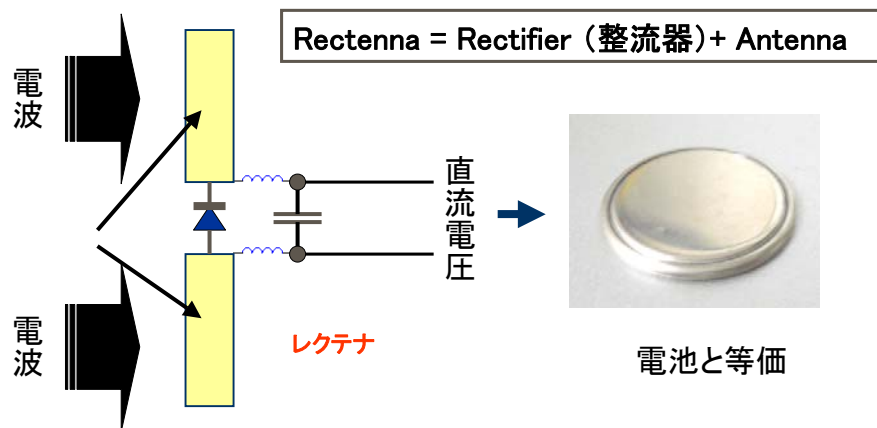 Rectenna = Rectifier （整流器）+ Antenna
電波
電波
直流電圧
レクテナ
電池と等価